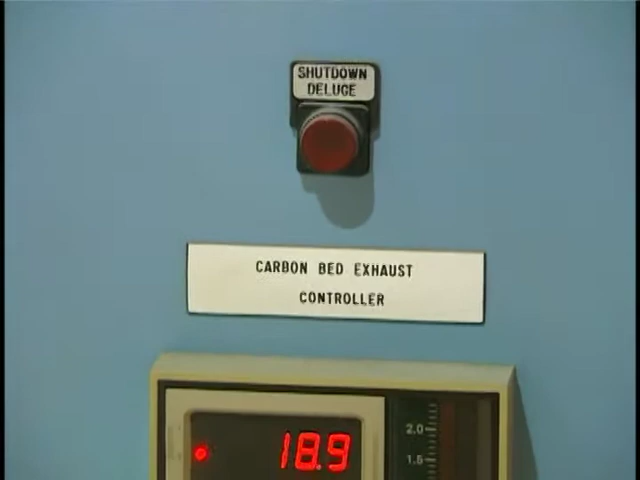 SHUTDOWN
DELUGE
CARBON BED EXHAUST
CONTROLLER
18.9
2.0
1.5